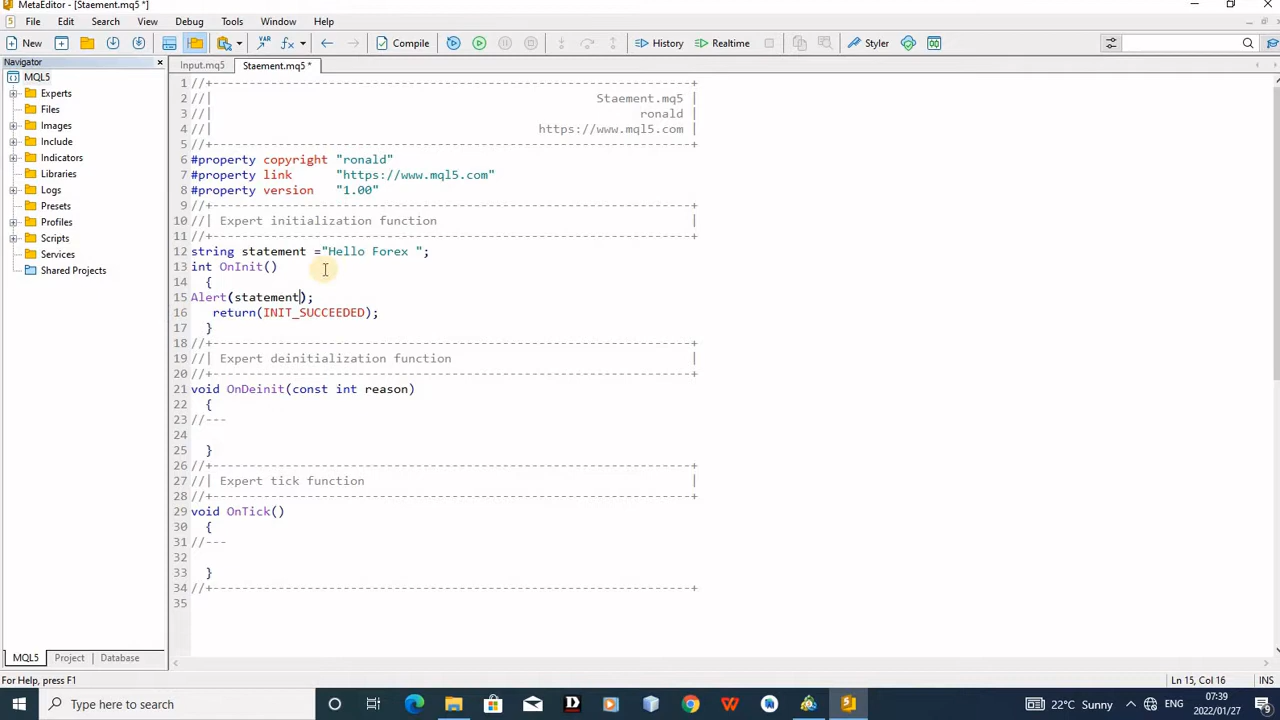 MetaEditor - [Staement.mq5 *]
File Edit Search View Debug Tools Window Help
New Compile History Realtime Styler
Navigator
Input.mq5 Staement.mq5 *
MQL5
Experts
Files
Images
Include
Indicators
Libraries
Logs
Presets
Profiles
Scripts
Services
Shared Projects
1 //+------------------------------------------------------------------+
2 //| Staement.mq5 |
3 //| ronald |
4 //| https://www.mql5.com |
5 //+------------------------------------------------------------------+
6 #property copyright "ronald"
7 #property link "https://www.mql5.com"
8 #property version "1.00"
9 //+------------------------------------------------------------------+
10 //| Expert initialization function |
11 //+------------------------------------------------------------------+
12 string statement ="Hello Forex ";
13 int OnInit()
14 {
15 Alert(statement);
16 return(INIT_SUCCEEDED);
17 }
18 //+------------------------------------------------------------------+
19 //| Expert deinitialization function |
20 //+------------------------------------------------------------------+
21 void OnDeinit(const int reason)
22 {
23 //---
24
25 }
26 //+------------------------------------------------------------------+
27 //| Expert tick function |
28 //+------------------------------------------------------------------+
29 void OnTick()
30 {
31 //---
32
33 }
34 //+------------------------------------------------------------------+
35
MQL5 Project Database
For Help, press F1 Ln 15, Col 16 INS
Type here to search 22°C Sunny ENG 07:39
2022/01/27